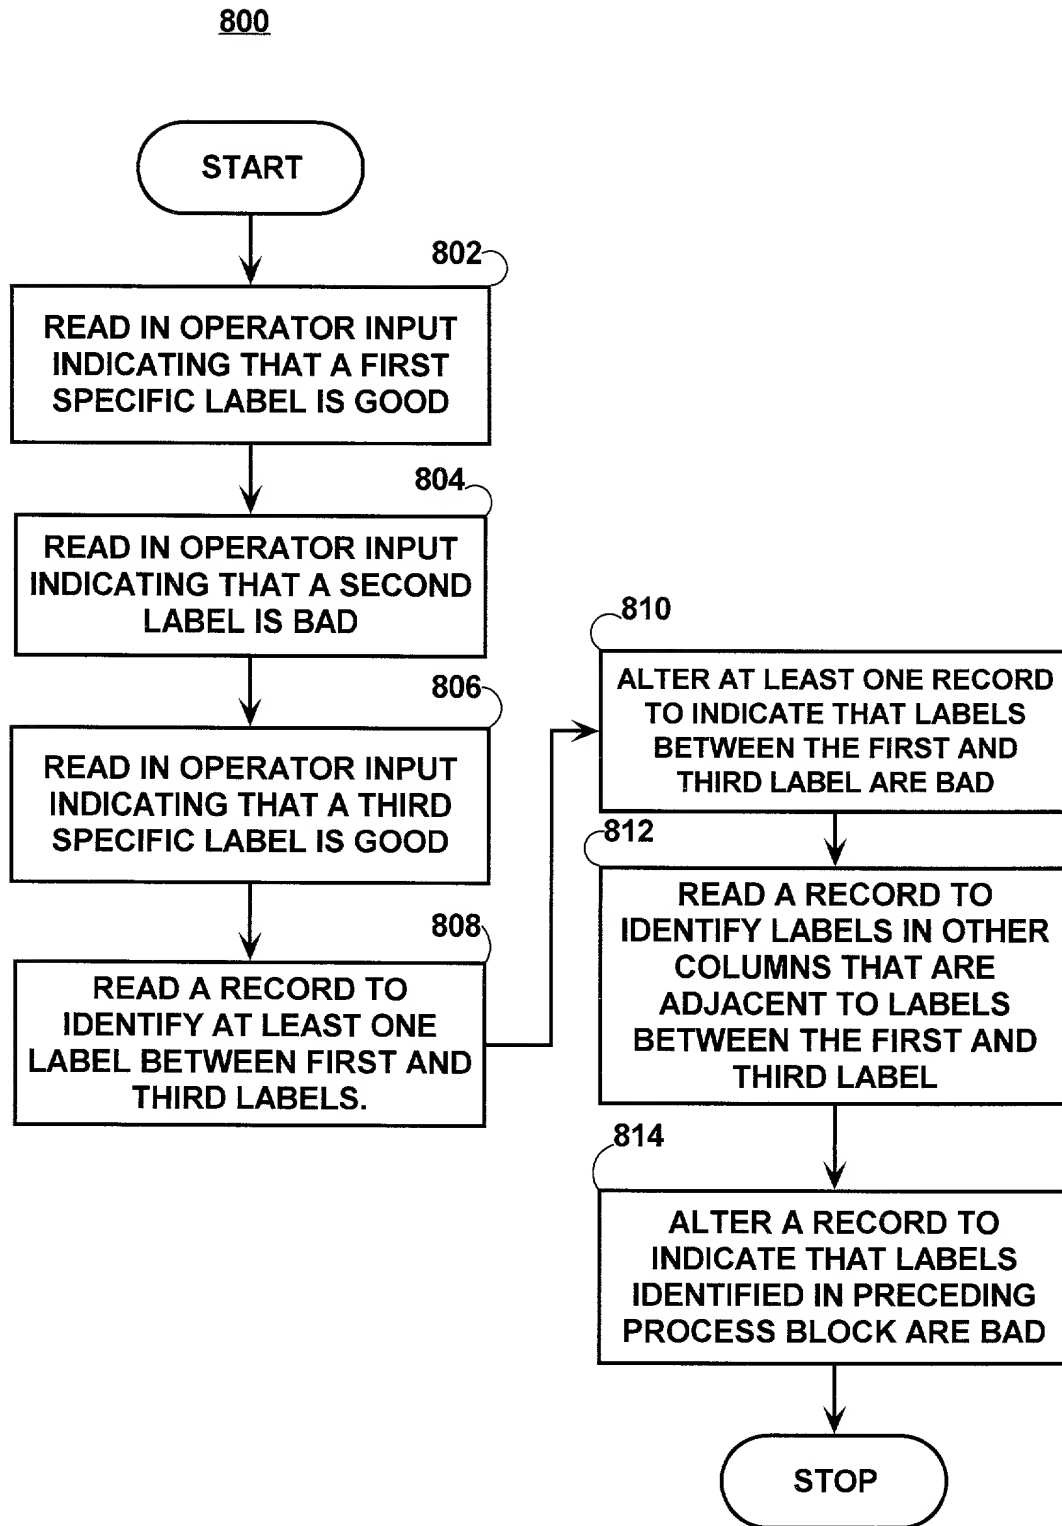 800
START
802
READ IN OPERATOR INPUT
INDICATING THAT A FIRST
SPECIFIC LABEL IS GOOD
804
READ IN OPERATOR INPUT
INDICATING THAT A SECOND
LABEL IS BAD
806
READ IN OPERATOR INPUT
INDICATING THAT A THIRD
SPECIFIC LABEL IS GOOD
808
READ A RECORD TO
IDENTIFY AT LEAST ONE
LABEL BETWEEN FIRST AND
THIRD LABELS.
810
ALTER AT LEAST ONE RECORD
TO INDICATE THAT LABELS
BETWEEN THE FIRST AND
THIRD LABEL ARE BAD
812
READ A RECORD TO
IDENTIFY LABELS IN OTHER
COLUMNS THAT ARE
ADJACENT TO LABELS
BETWEEN THE FIRST AND
THIRD LABEL
814
ALTER A RECORD TO
INDICATE THAT LABELS
IDENTIFIED IN PRECEDING
PROCESS BLOCK ARE BAD
STOP